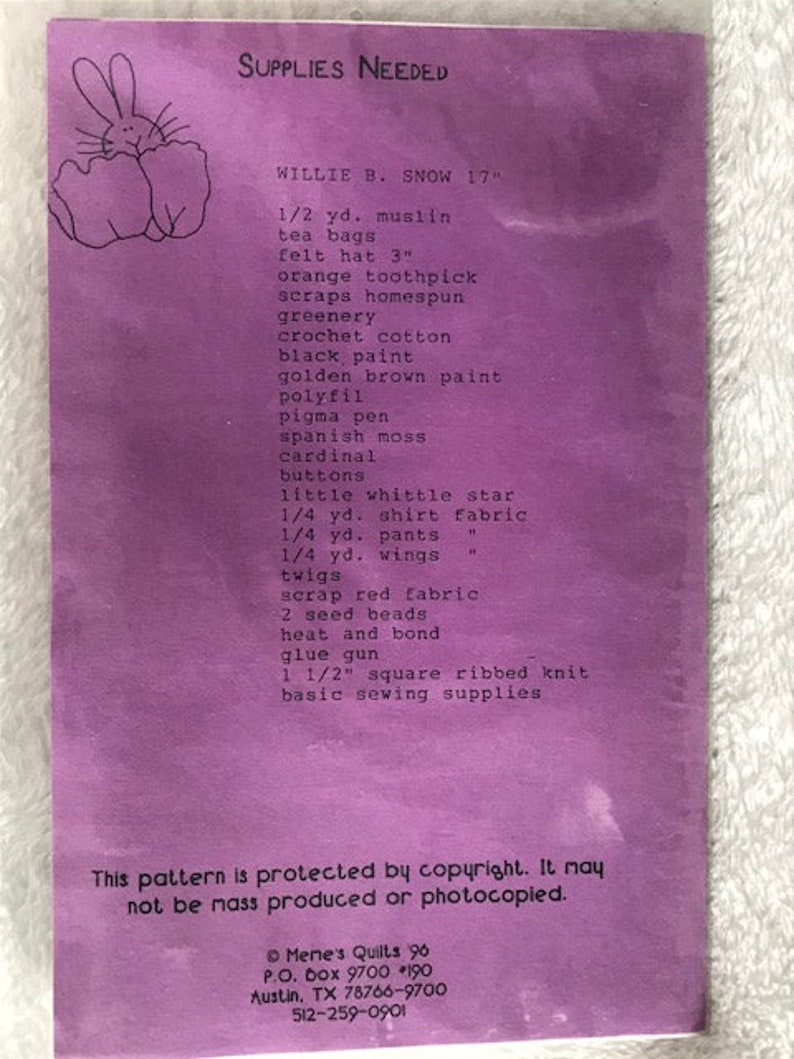 Supplies Needed
WILLIE B. SNOW 17"
1/2 yd. muslin
tea bags
felt hat 3"
orange toothpick
scraps homespun
greenery
crochet cotton
black paint
golden brown paint
polyfil
pigma pen
spanish moss
cardinal
buttons
little whittle star
1/4 yd. shirt fabric
1/4 yd. pants "
1/4 yd. wings "
twigs
scrap red fabric
2 seed beads
heat and bond
glue gun
1 1/2" square ribbed knit
basic sewing supplies
This pattern is protected by copyright. It may
not be mass produced or photocopied.
© Meme's Quilts '96
P.O. Box 9700 #190
Austin, TX 78766-9700
512-259-0901